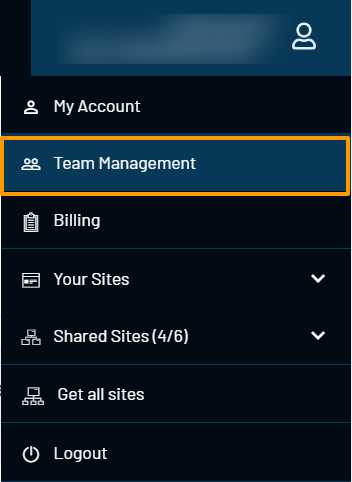 My Account
Team Management
Billing
Your Sites
Shared Sites (4/6)
Get all sites
Logout